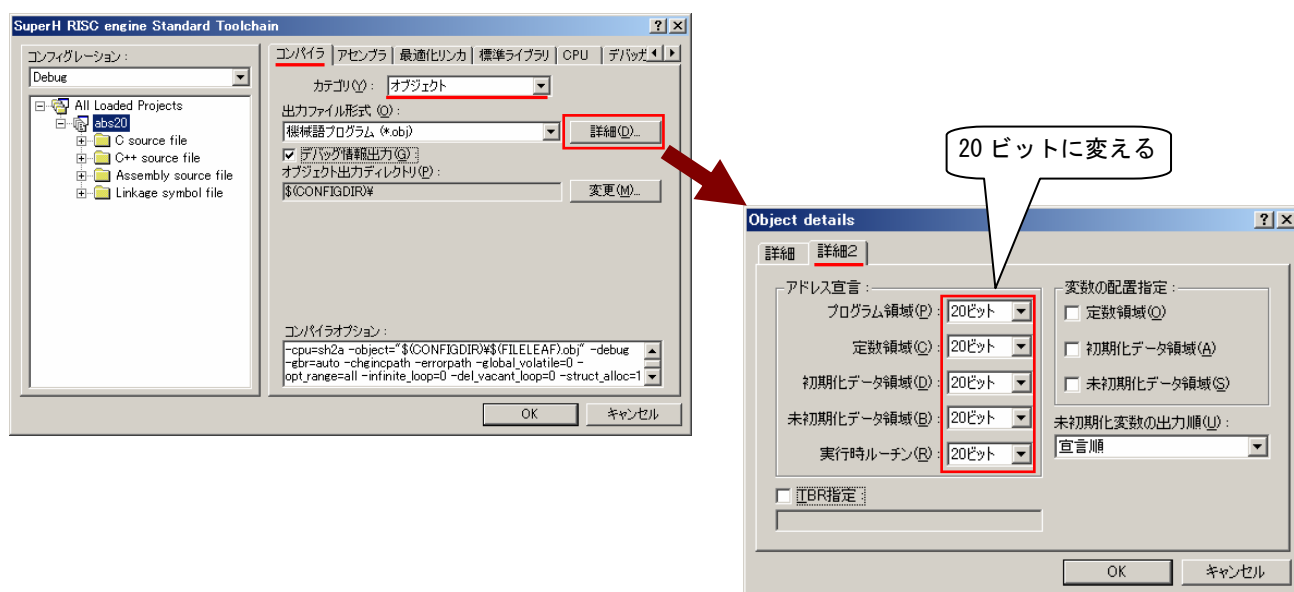 SuperH RISC engine Standard Toolchain
コンフィグレーション :
Debug
All Loaded Projects
abs20
C source file
C++ source file
Assembly source file
Linkage symbol file
コンパイラ アセンブラ 最適化リンカ 標準ライブラリ CPU デバッガ
カテゴリ(Y) : オブジェクト
出力ファイル形式 (O) :
機械語プログラム (*.obj) 詳細(D)...
デバッグ情報出力(G) :
オブジェクト出力ディレクトリ(P) :
$(CONFIGDIR)¥ 変更(M)...
コンパイラオプション :
-cpu=sh2a -object="$(CONFIGDIR)¥$(FILELEAF).obj" -debug
-gbr=auto -chgincpath -errorpath -global_volatile=0 -
opt_range=all -infinite_loop=0 -del_vacant_loop=0 -struct_alloc=1
OK キャンセル
20 ビットに変える
Object details
詳細 詳細2
アドレス宣言 :
プログラム領域(P) : 20ビット
定数領域(C) : 20ビット
初期化データ領域(D) : 20ビット
未初期化データ領域(B) : 20ビット
実行時ルーチン(R) : 20ビット
TBR指定 :
変数の配置指定 :
定数領域(O)
初期化データ領域(A)
未初期化データ領域(S)
未初期化変数の出力順(U) :
宣言順
OK キャンセル